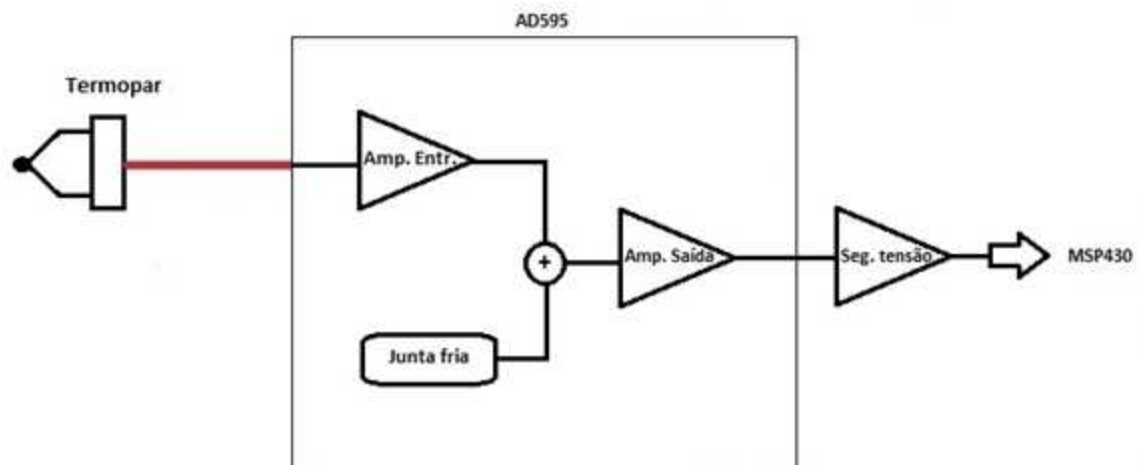 AD595
Termopar
Amp. Entr.
+
Amp. Saída
Seg. tensão
MSP430
Junta fria